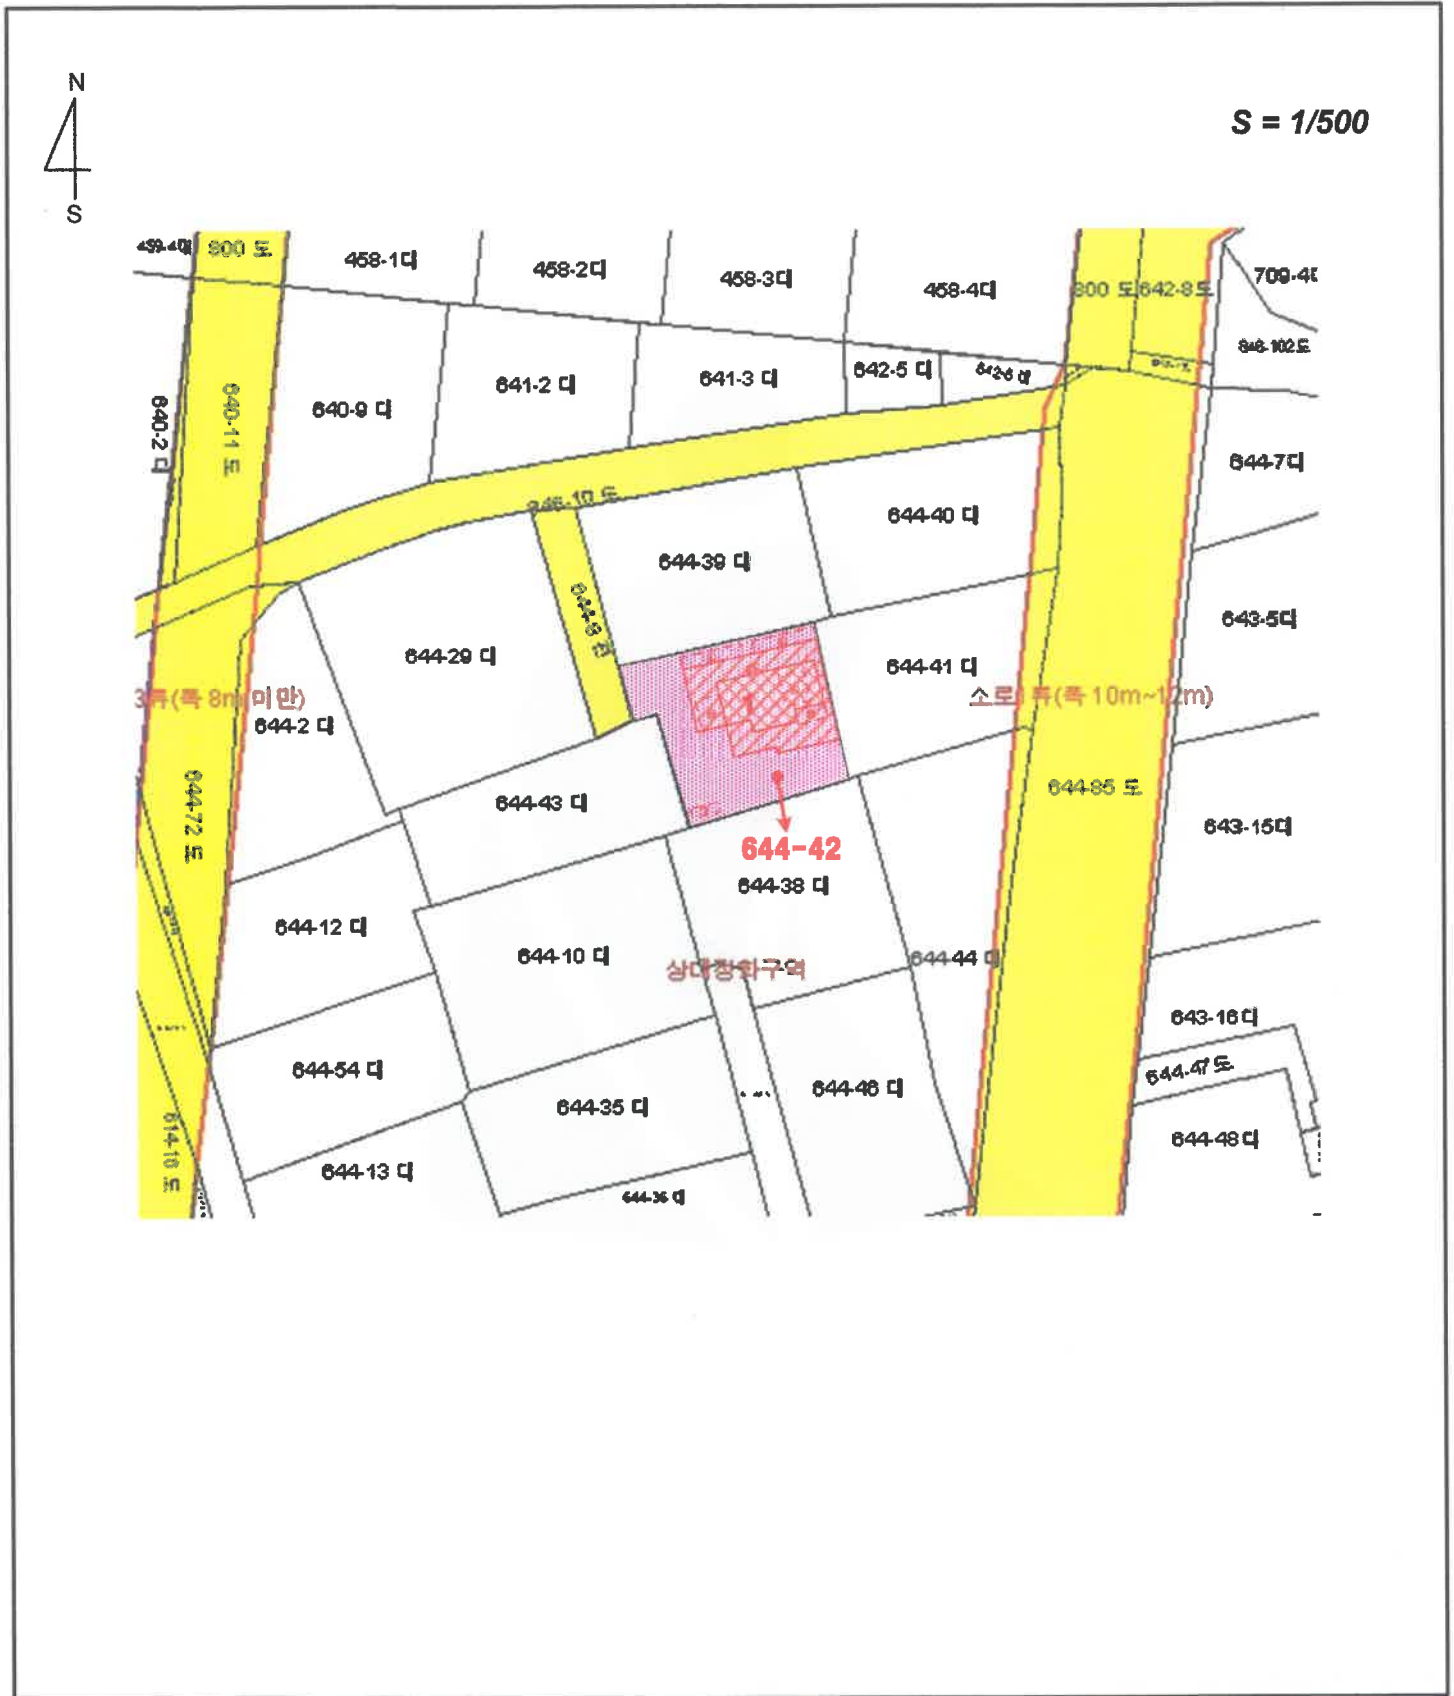 N
S = 1/500
S
800 도
458-1대
458-2대
458-3대
458-4대
800 도
642-8도
709-4
640-2 대
640-11 도
640-9 대
641-2 대
641-3 대
642-5 대
642-6 대
644-7대
644-40 대
644-39 대
643-5대
644-29 대
644-41 대
3류(폭 8m 미만)
소로 류(폭 10m~12m)
644-2 대
644-72 도
644-43 대
644-85 도
643-15대
644-42
644-38 대
644-12 대
644-10 대
644-44 대
643-16대
644-47 도
644-54 대
644-35 대
644-46 대
644-48대
644-13 대
644-36 대